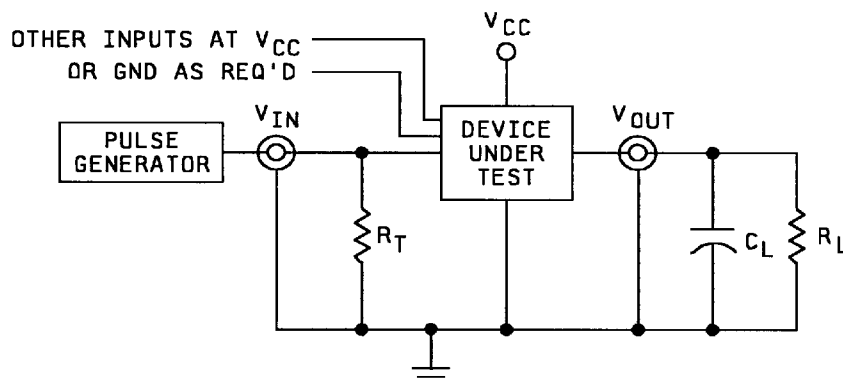 OTHER INPUTS AT VCC
OR GND AS REQ'D
VCC
VIN
VOUT
PULSE
GENERATOR
DEVICE
UNDER
TEST
RT
CL
RL